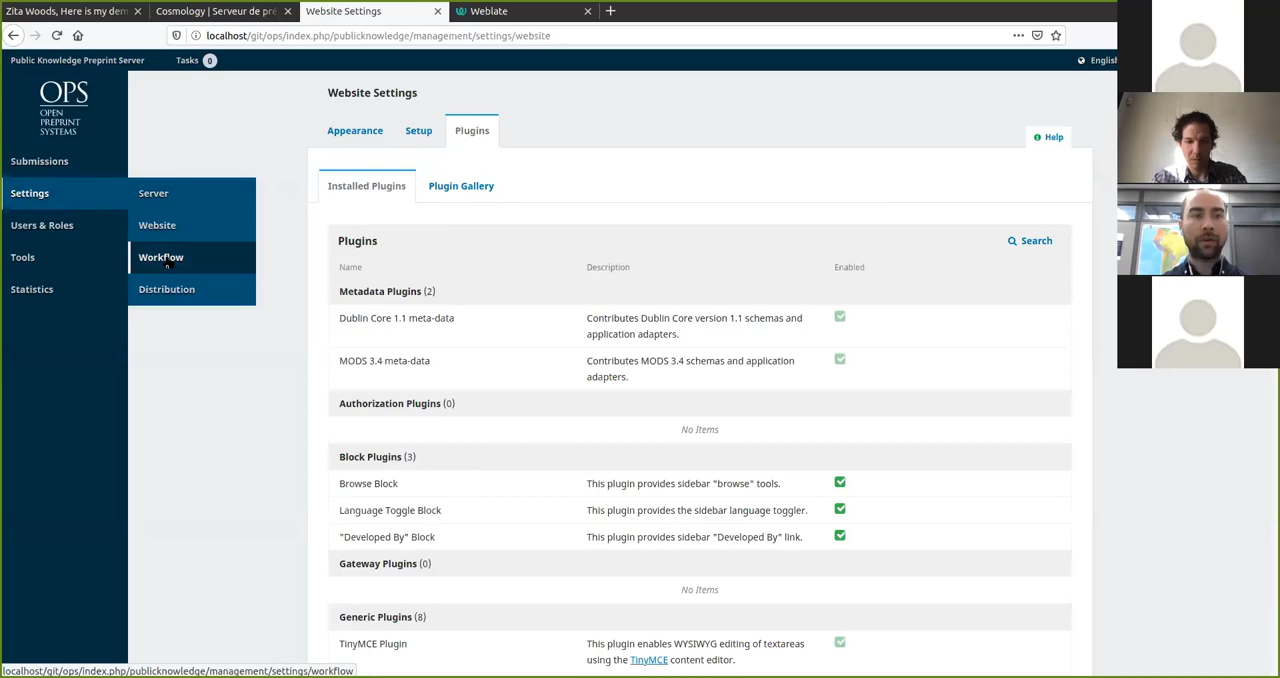 Zita Woods, Here is my dem
Cosmology | Serveur de pré
Website Settings
Weblate
localhost/git/ops/index.php/publicknowledge/management/settings/website
Public Knowledge Preprint Server
Tasks 0
English
OPS
OPEN
PREPRINT
SYSTEMS
Submissions
Settings
Users & Roles
Tools
Statistics
Server
Website
Workflow
Distribution
Website Settings
Appearance
Setup
Plugins
Help
Installed Plugins
Plugin Gallery
Plugins
Search
Name
Description
Enabled
Metadata Plugins (2)
Dublin Core 1.1 meta-data
Contributes Dublin Core version 1.1 schemas and
application adapters.
MODS 3.4 meta-data
Contributes MODS 3.4 schemas and application
adapters.
Authorization Plugins (0)
No Items
Block Plugins (3)
Browse Block
This plugin provides sidebar "browse" tools.
Language Toggle Block
This plugin provides the sidebar language toggler.
"Developed By" Block
This plugin provides sidebar "Developed By" link.
Gateway Plugins (0)
No Items
Generic Plugins (8)
TinyMCE Plugin
This plugin enables WYSIWYG editing of textareas
using the TinyMCE content editor.
localhost/git/ops/index.php/publicknowledge/management/settings/workflow